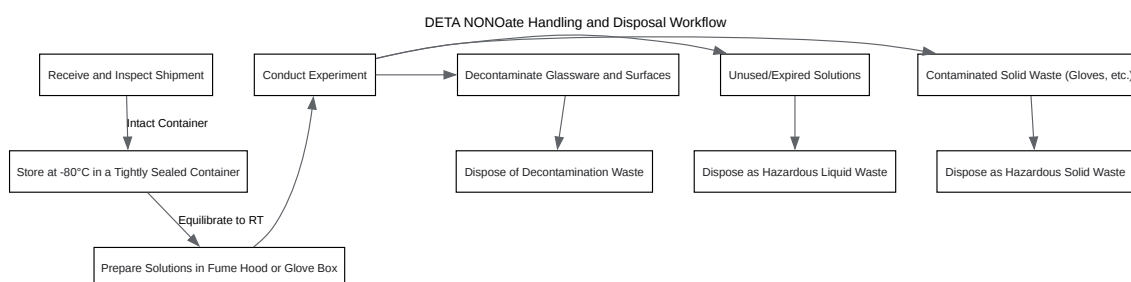 DETA NONOate Handling and Disposal Workflow
Receive and Inspect Shipment
Conduct Experiment
Decontaminate Glassware and Surfaces
Unused/Expired Solutions
Contaminated Solid Waste (Gloves, etc.)
Intact Container
Store at -80°C in a Tightly Sealed Container
Dispose of Decontamination Waste
Dispose as Hazardous Liquid Waste
Dispose as Hazardous Solid Waste
Equilibrate to RT
Prepare Solutions in Fume Hood or Glove Box